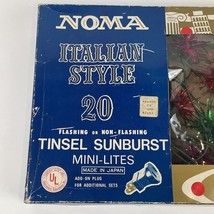 NOMA
ITALIAN
STYLE
20
FLASHING or NON-FLASHING
TINSEL SUNBURST
MINI-LITES
MADE IN JAPAN
ADD-ON PLUG
FOR ADDITIONAL SETS
UL